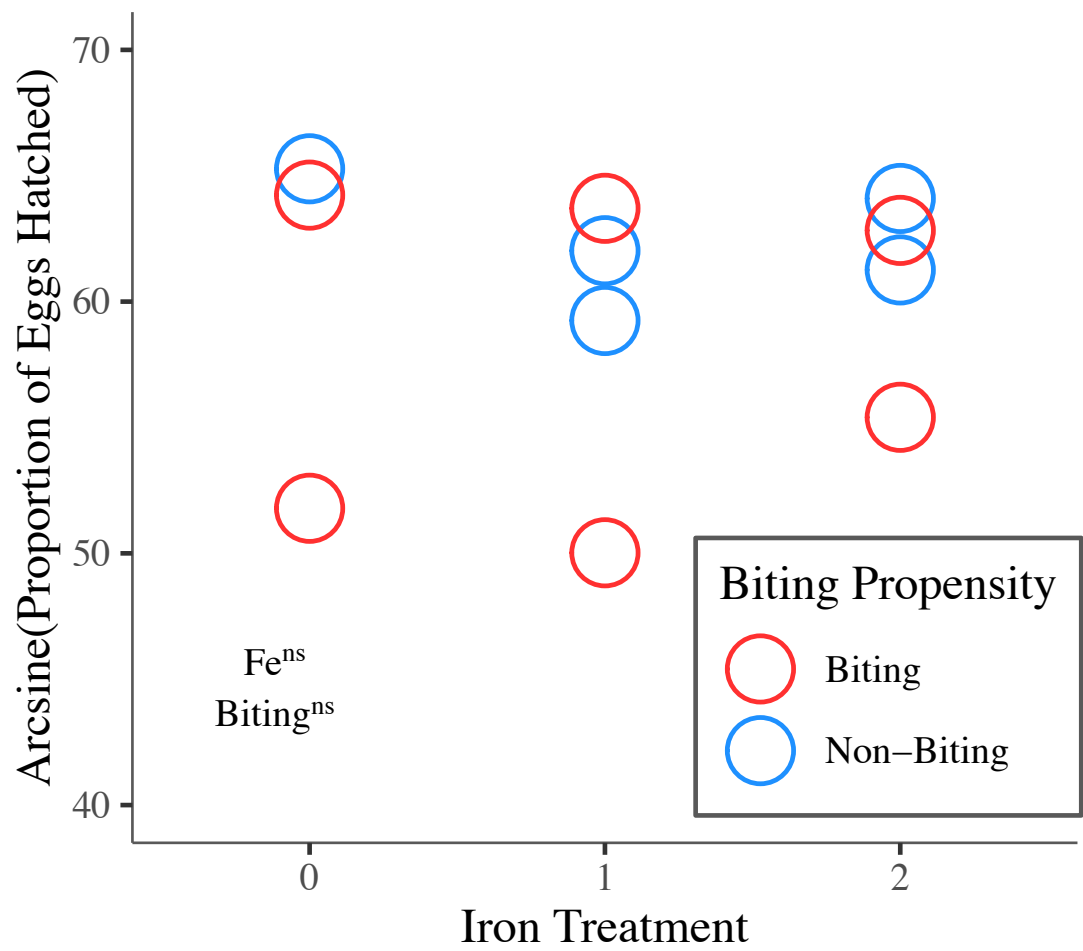 Arcsine(Proportion of Eggs Hatched)
70
60
50
40
Fe^ns
Biting^ns
Biting Propensity
Biting
Non−Biting
0
1
2
Iron Treatment